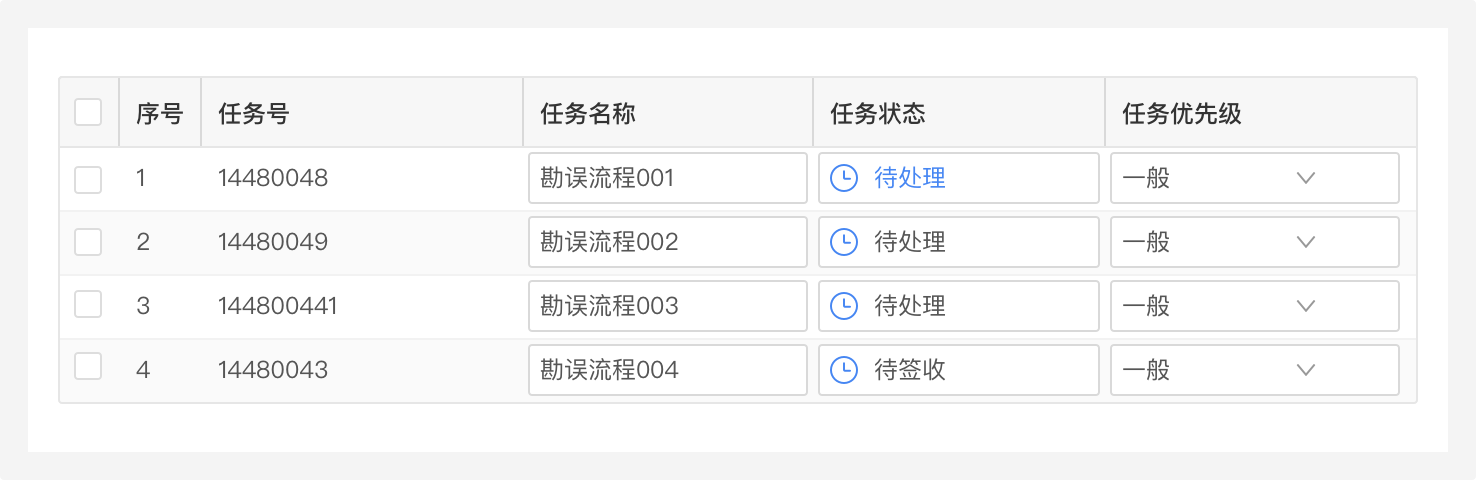 序号 任务号 任务名称 任务状态 任务优先级
1 14480048 勘误流程001 待处理 一般
2 14480049 勘误流程002 待处理 一般
3 144800441 勘误流程003 待处理 一般
4 14480043 勘误流程004 待签收 一般